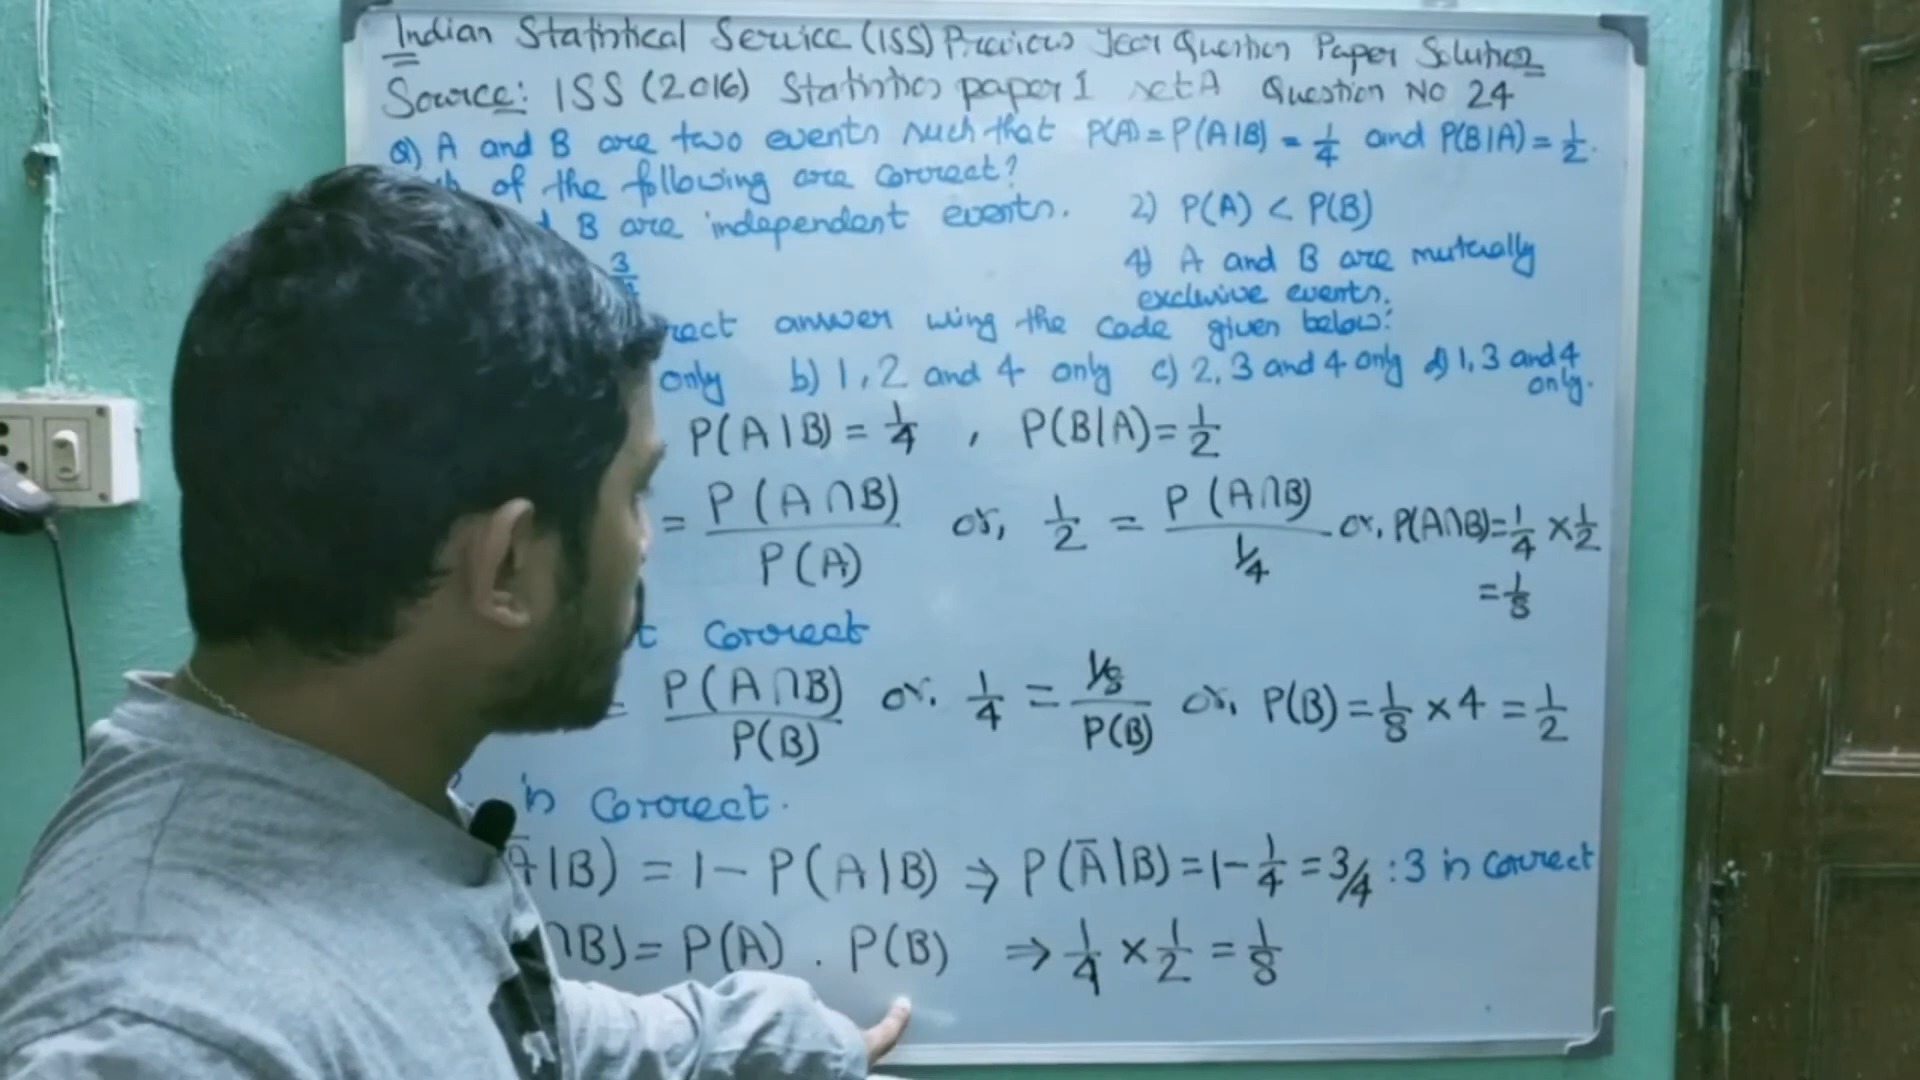 Indian Statistical Service (ISS) Previous Year Question Paper Solution
Source: ISS (2016) Statistics paper 1 set A Question No 24
Q) A and B are two events such that P(A) = P(A|B) = 1/4 and P(B|A) = 1/2.
of the following are correct?
B are independent events. 2) P(A) < P(B)
3 4) A and B are mutually
exclusive events.
rect answer using the code given below:
only b) 1, 2 and 4 only c) 2, 3 and 4 only d) 1, 3 and 4
only.
P(A|B) = 1/4 , P(B|A) = 1/2
= P(A∩B)/P(A) or, 1/2 = P(A∩B)/1/4 or, P(A∩B) = 1/4 × 1/2
= 1/8
t correct
= P(A∩B)/P(B) or, 1/4 = 1/8/P(B) or, P(B) = 1/8 × 4 = 1/2
is correct.
A̅|B) = 1 - P(A|B) ⇒ P(A̅|B) = 1 - 1/4 = 3/4 : 3 is correct
∩B) = P(A) . P(B) ⇒ 1/4 × 1/2 = 1/8